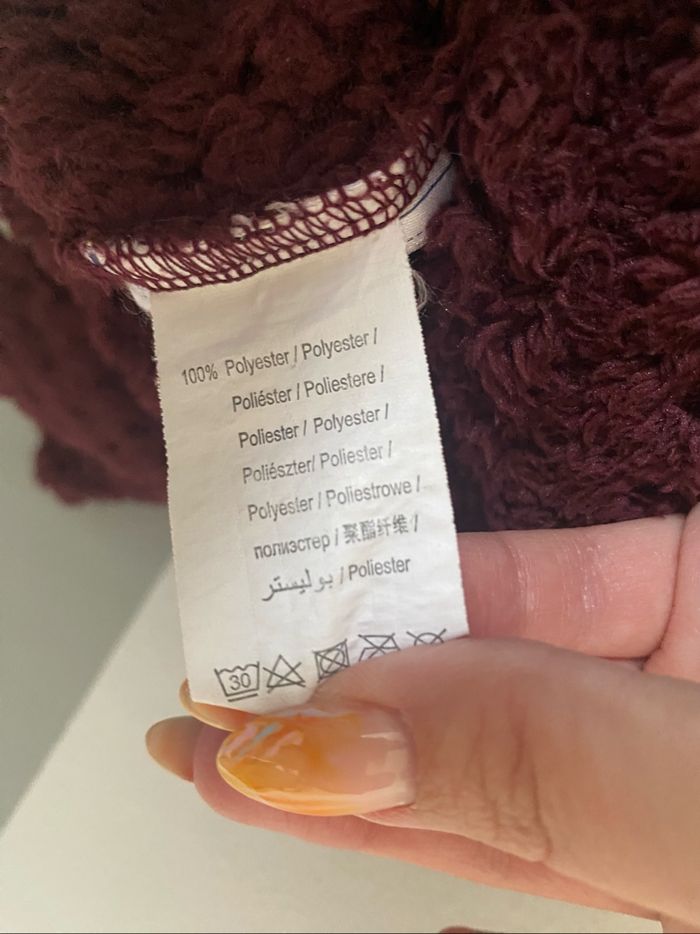 100% Polyester / Polyester /
Poliéster / Poliestere /
Poliester / Polyester /
Poliészter/ Poliester /
Polyester / Poliestrowe /
полиэстер / 聚酯纤维 /
بوليستر / Poliester
30